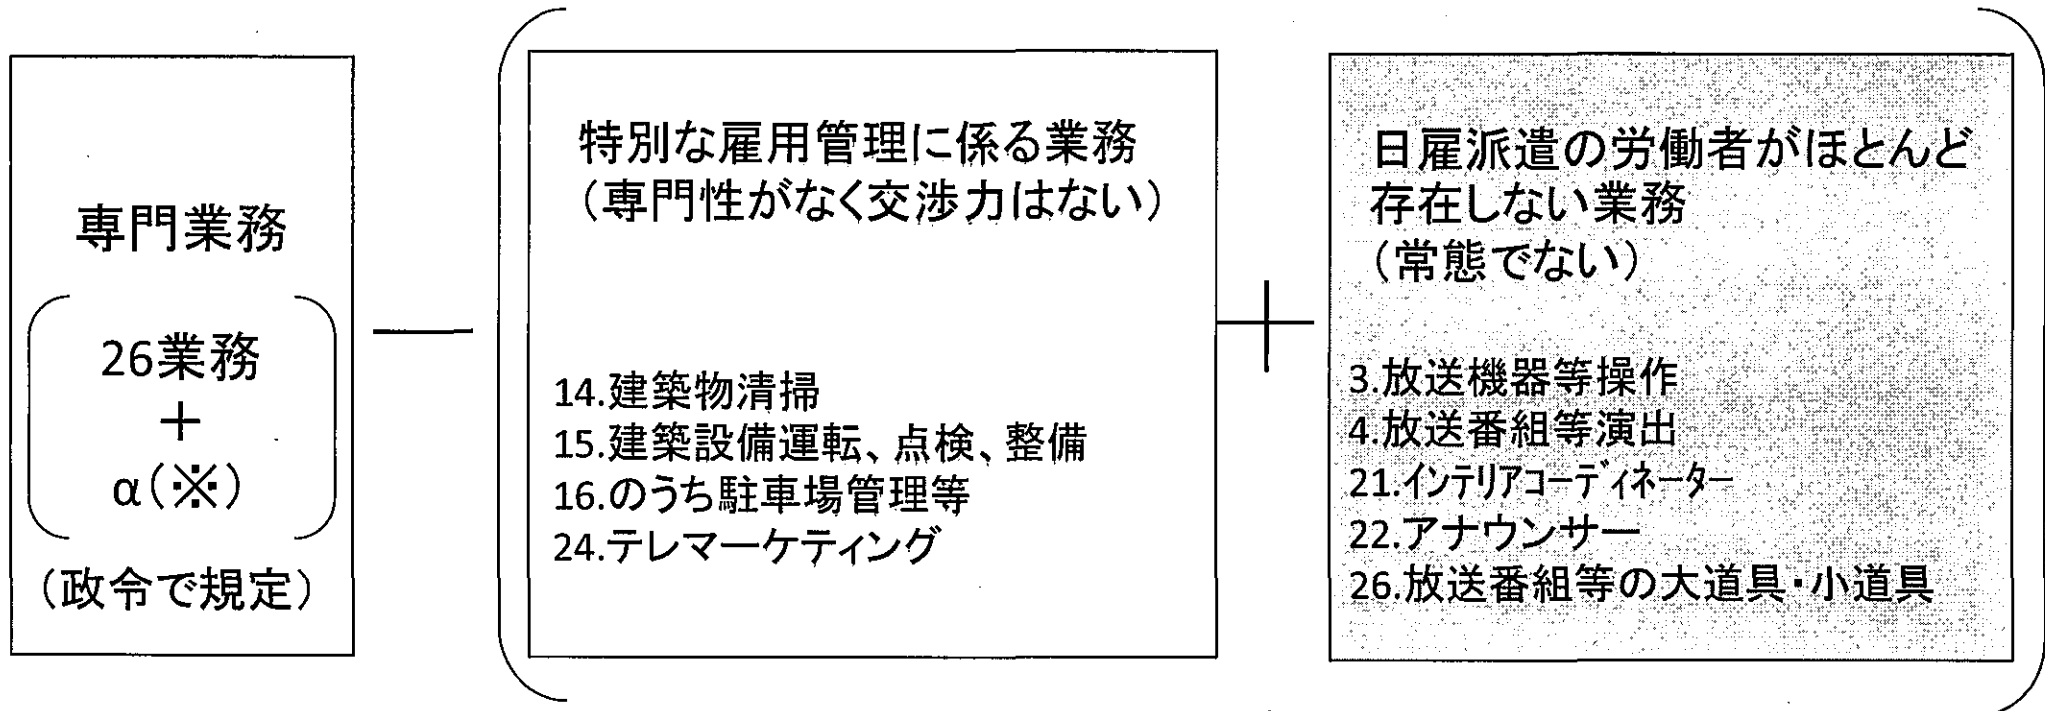 専門業務
26業務
＋
α(※)
(政令で規定)
—
特別な雇用管理に係る業務
(専門性がなく交渉力はない)
14.建築物清掃
15.建築設備運転、点検、整備
16.のうち駐車場管理等
24.テレマーケティング
＋
日雇派遣の労働者がほとんど
存在しない業務
(常態でない)
3.放送機器等操作
4.放送番組等演出
21.ｲﾝﾃﾘｱｺｰﾃﾞｨﾈｰﾀｰ
22.アナウンサー
26.放送番組等の大道具・小道具